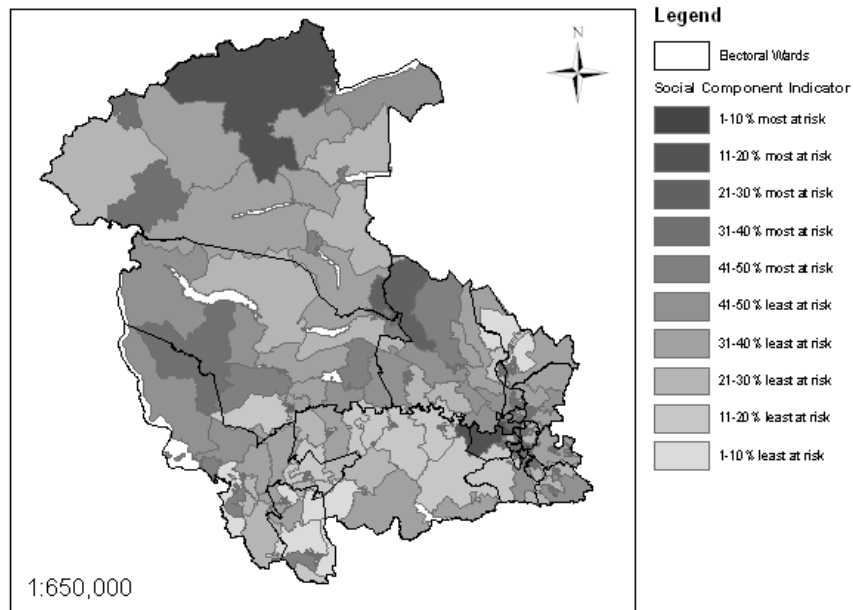 Legend
N
Electoral Wards
Social Component Indicator
1-10% most at risk
11-20% most at risk
21-30% most at risk
31-40% most at risk
41-50% most at risk
41-50% least at risk
31-40% least at risk
21-30% least at risk
11-20% least at risk
1-10% least at risk
1:650,000